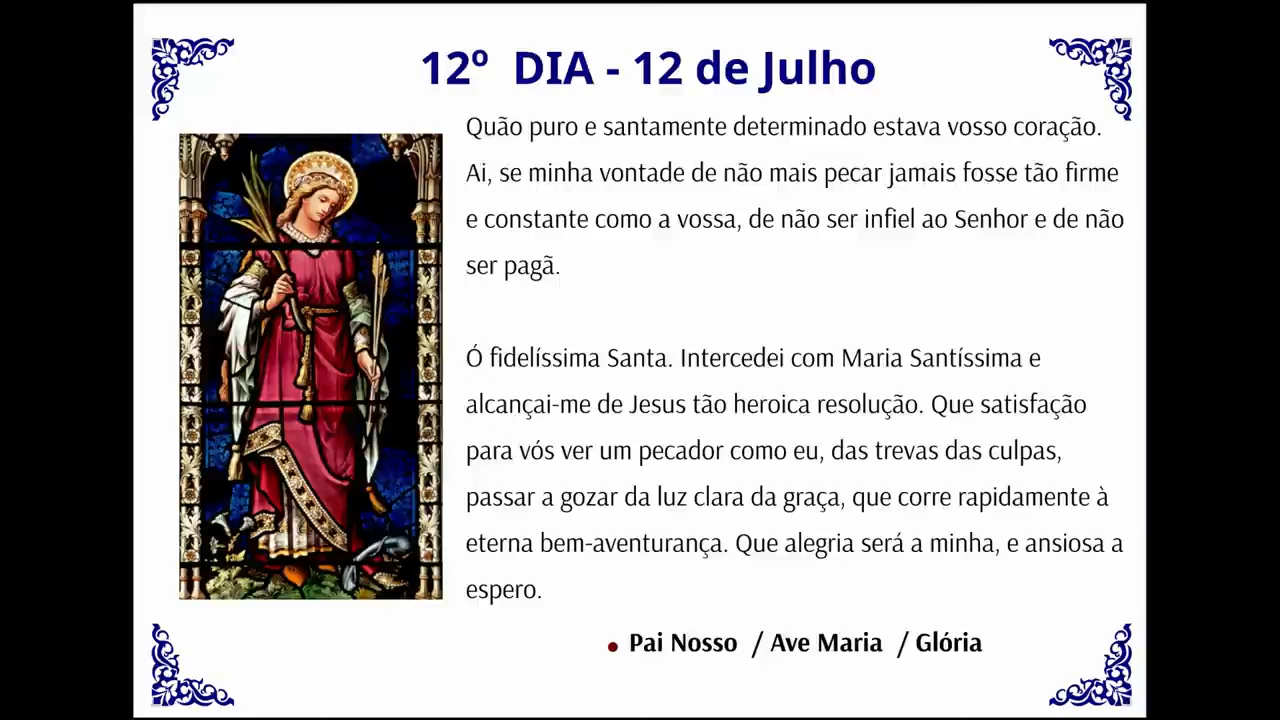 12º DIA - 12 de Julho
Quão puro e santamente determinado estava vosso coração.
Ai, se minha vontade de não mais pecar jamais fosse tão firme
e constante como a vossa, de não ser infiel ao Senhor e de não
ser pagã.
Ó fidelíssima Santa. Intercedei com Maria Santíssima e
alcançai-me de Jesus tão heroica resolução. Que satisfação
para vós ver um pecador como eu, das trevas das culpas,
passar a gozar da luz clara da graça, que corre rapidamente à
eterna bem-aventurança. Que alegria será a minha, e ansiosa a
espero.
• Pai Nosso / Ave Maria / Glória